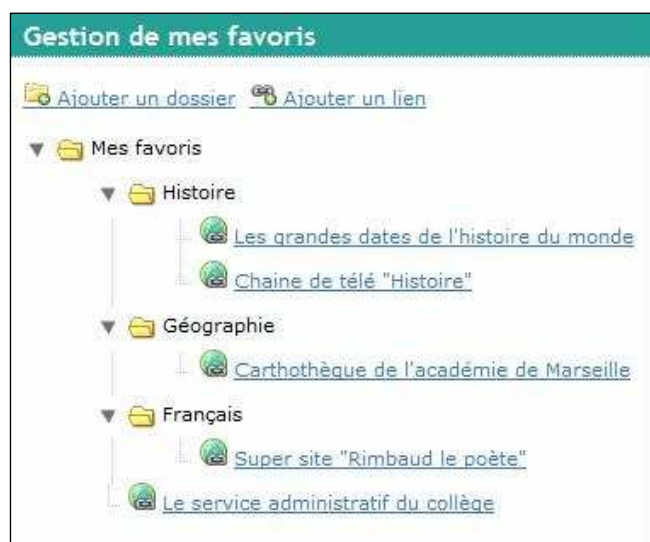 Gestion de mes favoris
Ajouter un dossier Ajouter un lien
Mes favoris
Histoire
Les grandes dates de l'histoire du monde
Chaine de télé "Histoire"
Géographie
Carthothèque de l'académie de Marseille
Français
Super site "Rimbaud le poète"
Le service administratif du collège